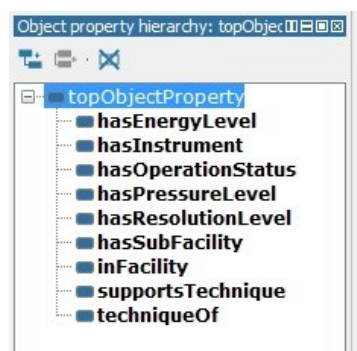 Object property hierarchy: topObjec
topObjectProperty
hasEnergyLevel
hasInstrument
hasOperationStatus
hasPressureLevel
hasResolutionLevel
hasSubFacility
inFacility
supportsTechnique
techniqueOf